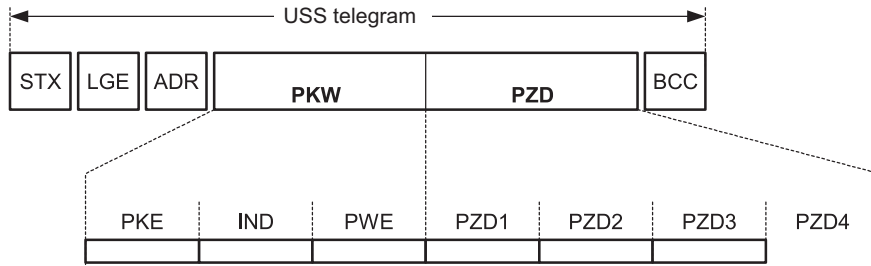 USS telegram
STX LGE ADR PKW PZD BCC
PKE IND PWE PZD1 PZD2 PZD3 PZD4